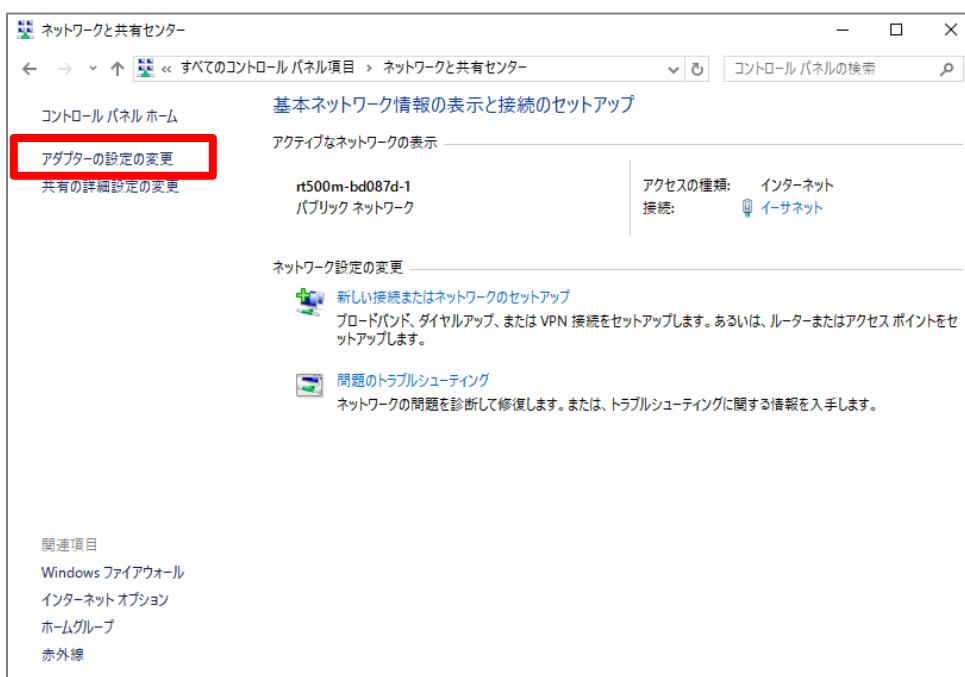 ネットワークと共有センター
« すべてのコントロール パネル項目 › ネットワークと共有センター
コントロール パネルの検索
コントロール パネル ホーム
アダプターの設定の変更
共有の詳細設定の変更
基本ネットワーク情報の表示と接続のセットアップ
アクティブなネットワークの表示
rt500m-bd087d-1
パブリック ネットワーク
アクセスの種類: インターネット
接続: イーサネット
ネットワーク設定の変更
新しい接続またはネットワークのセットアップ
ブロードバンド、ダイヤルアップ、または VPN 接続をセットアップします。あるいは、ルーターまたはアクセス ポイントをセ
ットアップします。
問題のトラブルシューティング
ネットワークの問題を診断して修復します。または、トラブルシューティングに関する情報を入手します。
関連項目
Windows ファイアウォール
インターネット オプション
ホームグループ
赤外線